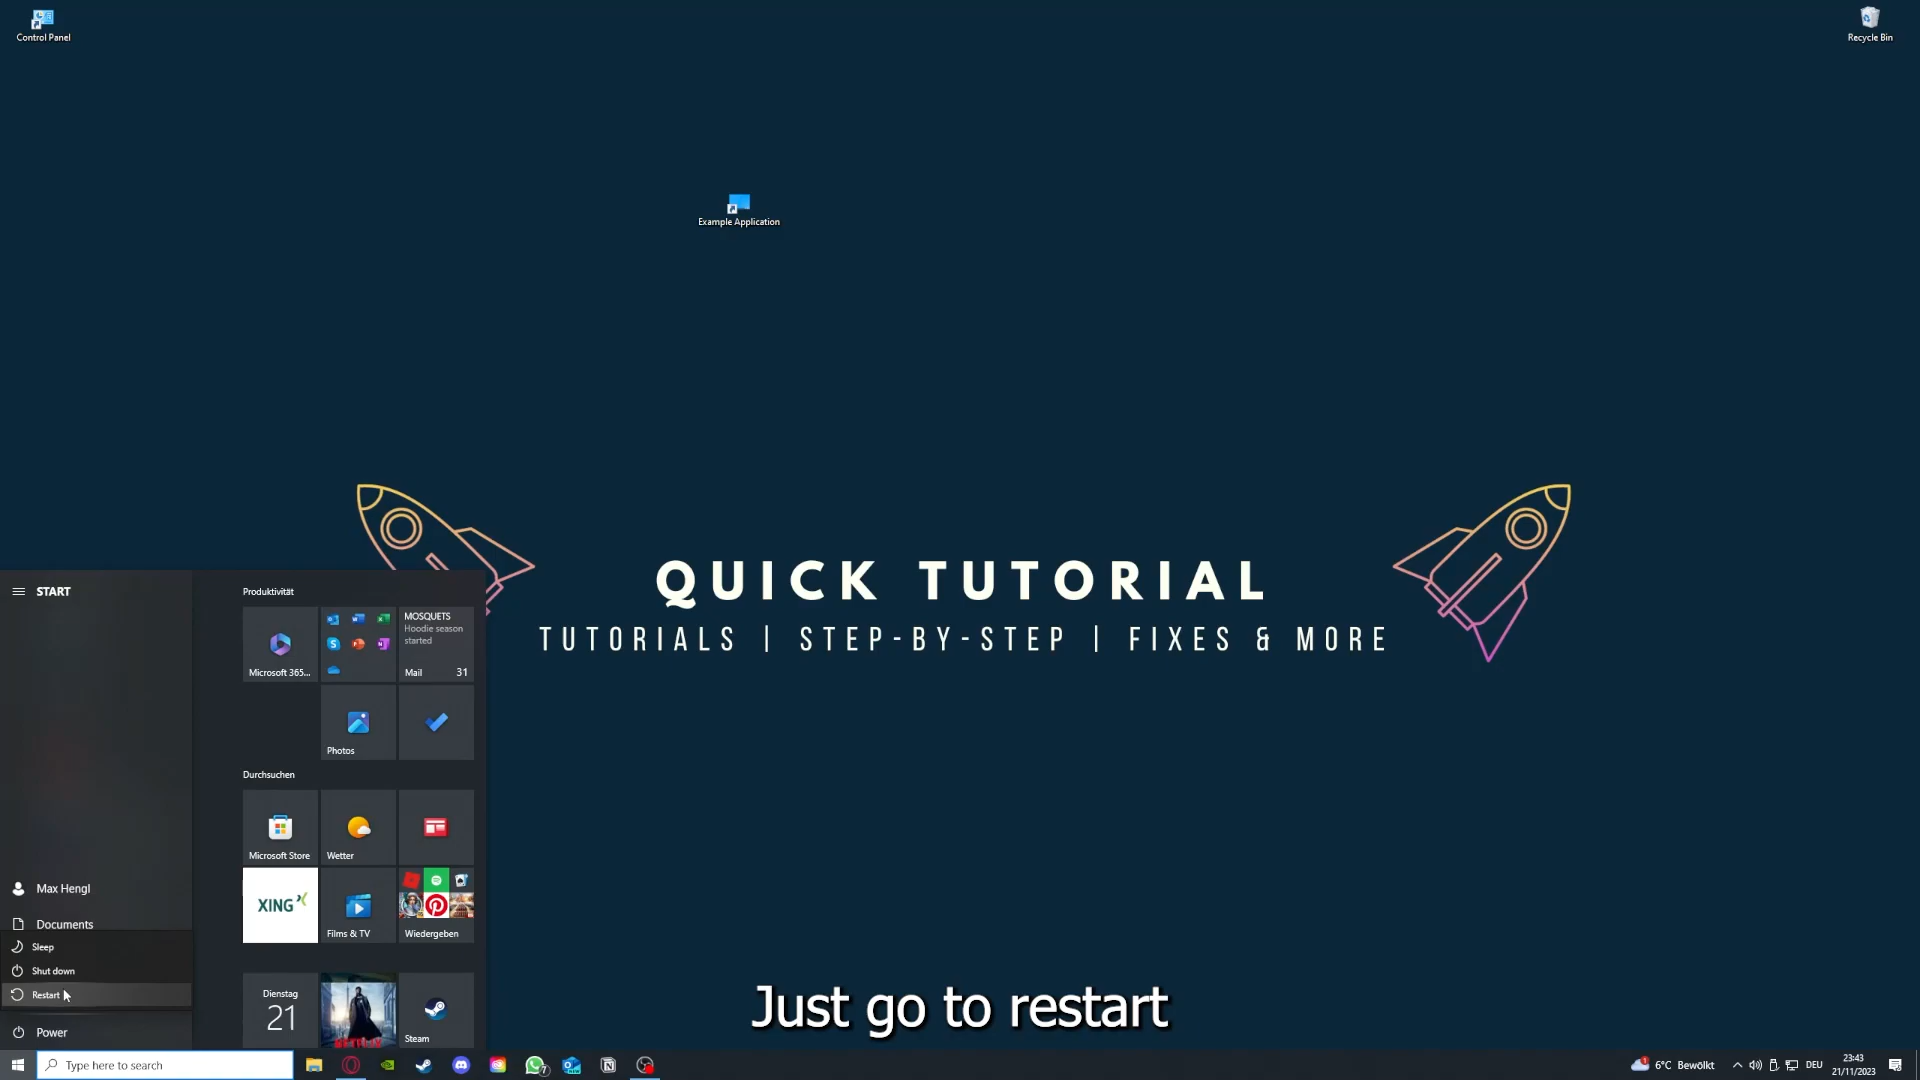 Control Panel
Recycle Bin
Example Application
QUICK TUTORIAL
TUTORIALS | STEP-BY-STEP | FIXES & MORE
START
Produktivität
Microsoft 365...
MOSQUETS
Hoodie season
started
Mail 31
Photos
Durchsuchen
Microsoft Store
Wetter
XING
Films & TV
Wiedergeben
Max Hengl
Documents
Sleep
Shut down
Restart
Power
Dienstag
21
NETFLIX
Steam
Just go to restart
Type here to search
7
1
6°C Bewölkt
DEU
23:43
21/11/2023